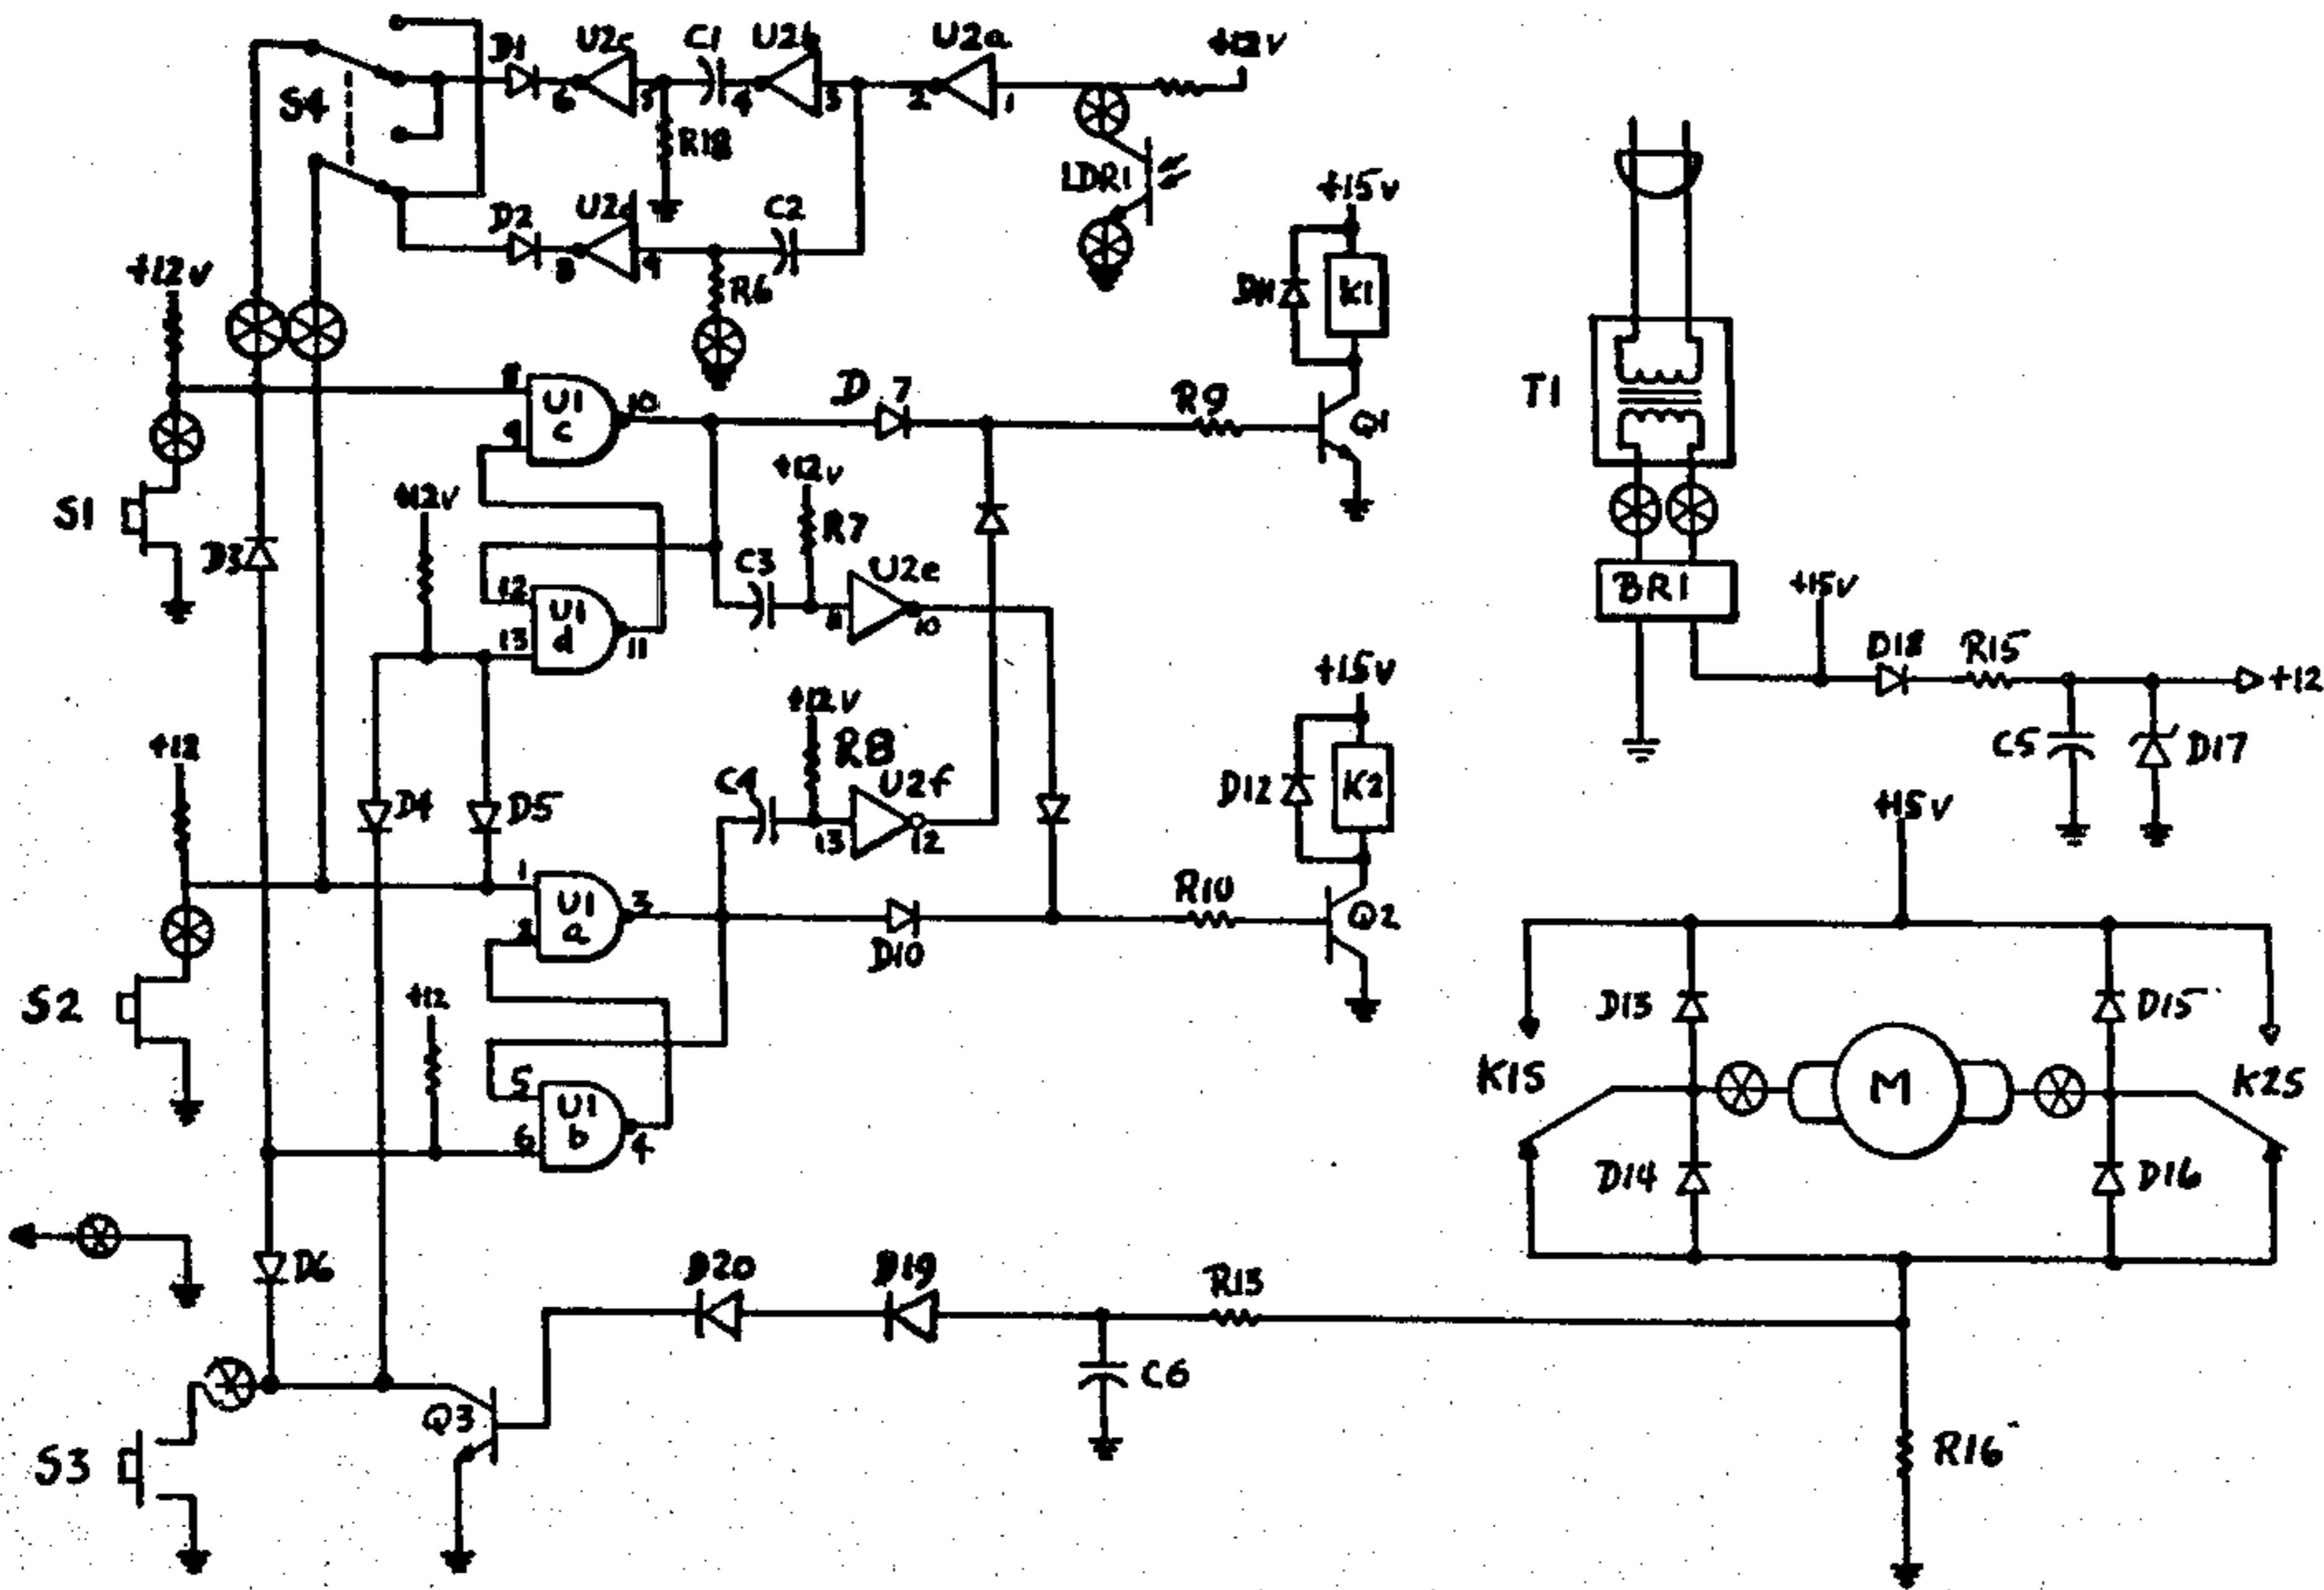 D1
U2c
C1
U2b
U2a
+12v
S4
6
5
4
3
2
1
R18
LDR1
D2
U2d
C2
8
9
R6
+12v
+15v
D11
K1
8
U1
c
10
9
D.7
R9
Q1
T1
S1
+12v
+12v
R7
D3
C3
U2e
BR1
+15v
12
U1
d
13
11
11
10
D18
R15
+12
+12v
R8
+15v
C5
D17
+12
C4
U2f
D12
K2
+15v
D4
D5
13
12
1
U1
a
3
2
R10
Q2
D10
S2
+12
D13
D15
K1S
M
K2S
5
U1
b
6
4
D14
D16
D6
D20
D19
R13
C6
Q3
S3
R16